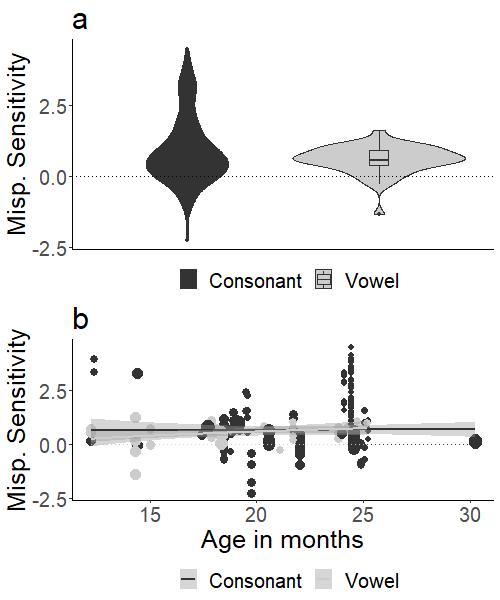 a
Misp. Sensitivity
2.5
0.0
-2.5
Consonant Vowel
b
Misp. Sensitivity
2.5
0.0
-2.5
15 20 25 30
Age in months
Consonant Vowel